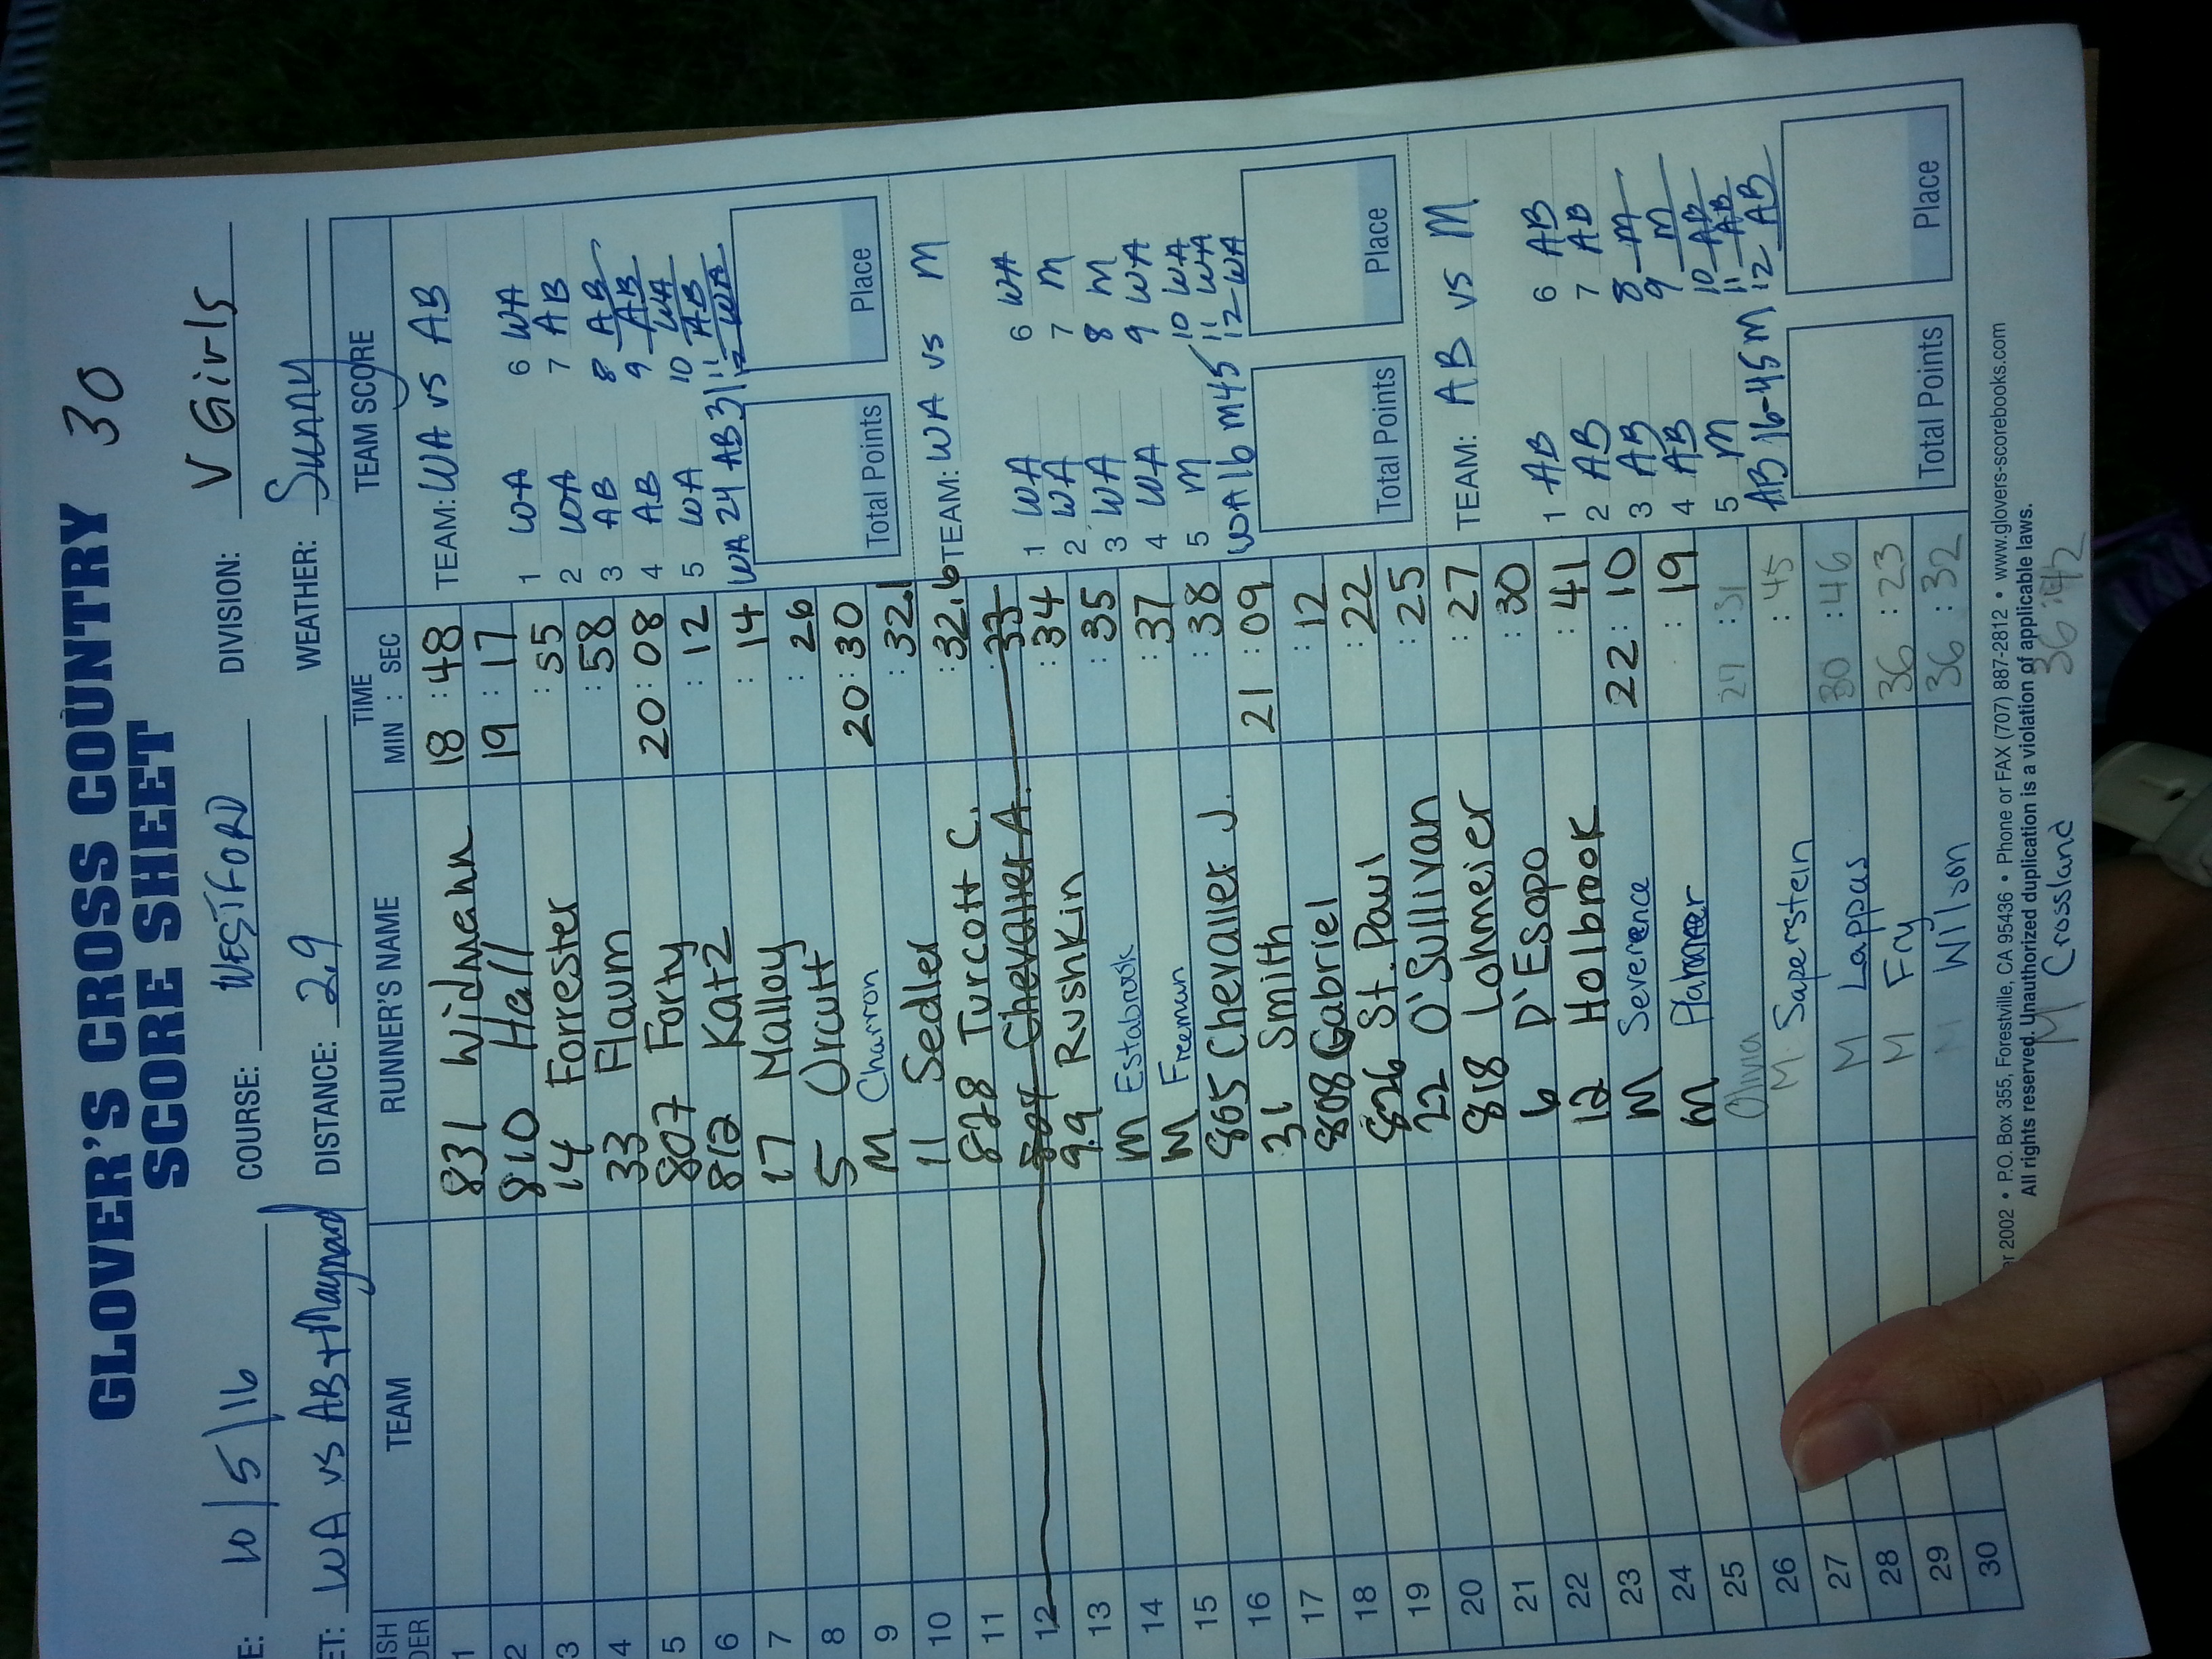 GLOVER'S CROSS COUNTRY 30
SCORE SHEET
E: 10/5/16 COURSE: WESTFORD DIVISION: V Girls
ET: WA vs AB + Maynard DISTANCE: 2.9 WEATHER: Sunny
ISH DER TEAM RUNNER'S NAME TIME MIN : SEC TEAM SCORE
1 831 Widmann 18 :48
2 810 Hall 19 : 17
3 14 Forrester : 55
4 33 Flaum : 58
5 807 Forty 20 : 08
6 812 Katz : 12
7 17 Malloy : 14
8 5 Orcutt : 26
9 M Charron 20 : 30
10 11 Sedler : 32.1
11 828 Turcott C. : 32.6
12 804 Chevalier A. : 33
13 99 Rushkin : 34
14 M Estabrook : 35
15 M Freeman : 37
16 805 Chevalier J. : 38
17 31 Smith 21 : 09
18 808 Gabriel : 12
19 826 St. Paul : 22
20 22 O'Sullivan : 25
21 818 Lohmeier : 27
22 6 D'Esopo : 30
23 12 Holbrook : 41
24 M Severence 22 : 10
25 M : 19
26 Olivia 27 : 31
27 M Saperstein : 45
28 M Lappas 30 : 46
29 M Fry 36 : 23
30 M Wilson 36 : 32
TEAM: WA vs AB
1 WA 6 WA
2 WA 7 AB
3 AB 8 AB
4 AB 9 AB
5 WA 10 WA
WA 24 AB 31 11 AB
12 WA
Total Points Place
TEAM: WA vs M
1 WA 6 WA
2 WA 7 M
3 WA 8 M
4 WA 9 WA
5 M 10 WA
WA 16 M 45 11 WA
12 WA
Total Points Place
TEAM: AB vs M
1 AB 6 AB
2 AB 7 AB
3 AB 8 M
4 AB 9 M
5 M 10 AB
11 AB
AB 16-45 M 12 AB
Total Points Place
er 2002 • P.O. Box 355, Forestville, CA 95436 • Phone or FAX (707) 887-2812 • www.glovers-scorebooks.com
All rights reserved. Unauthorized duplication is a violation of applicable laws.
M Crossland 36:42